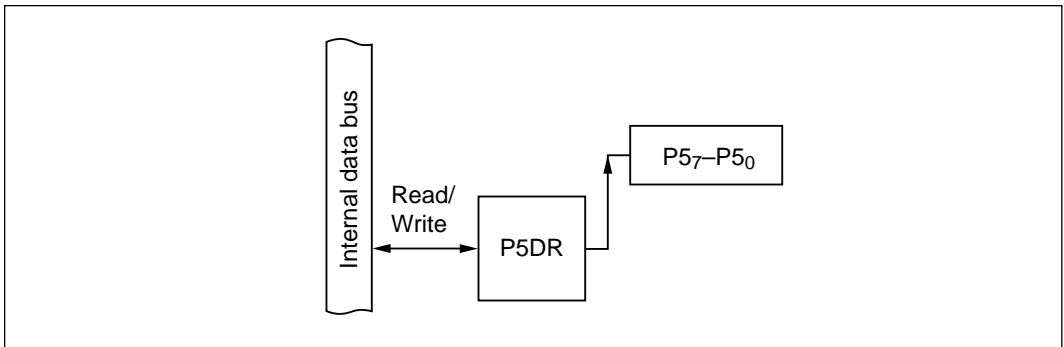 Internal data bus
Read/
Write
P5DR
P5₇–P5₀